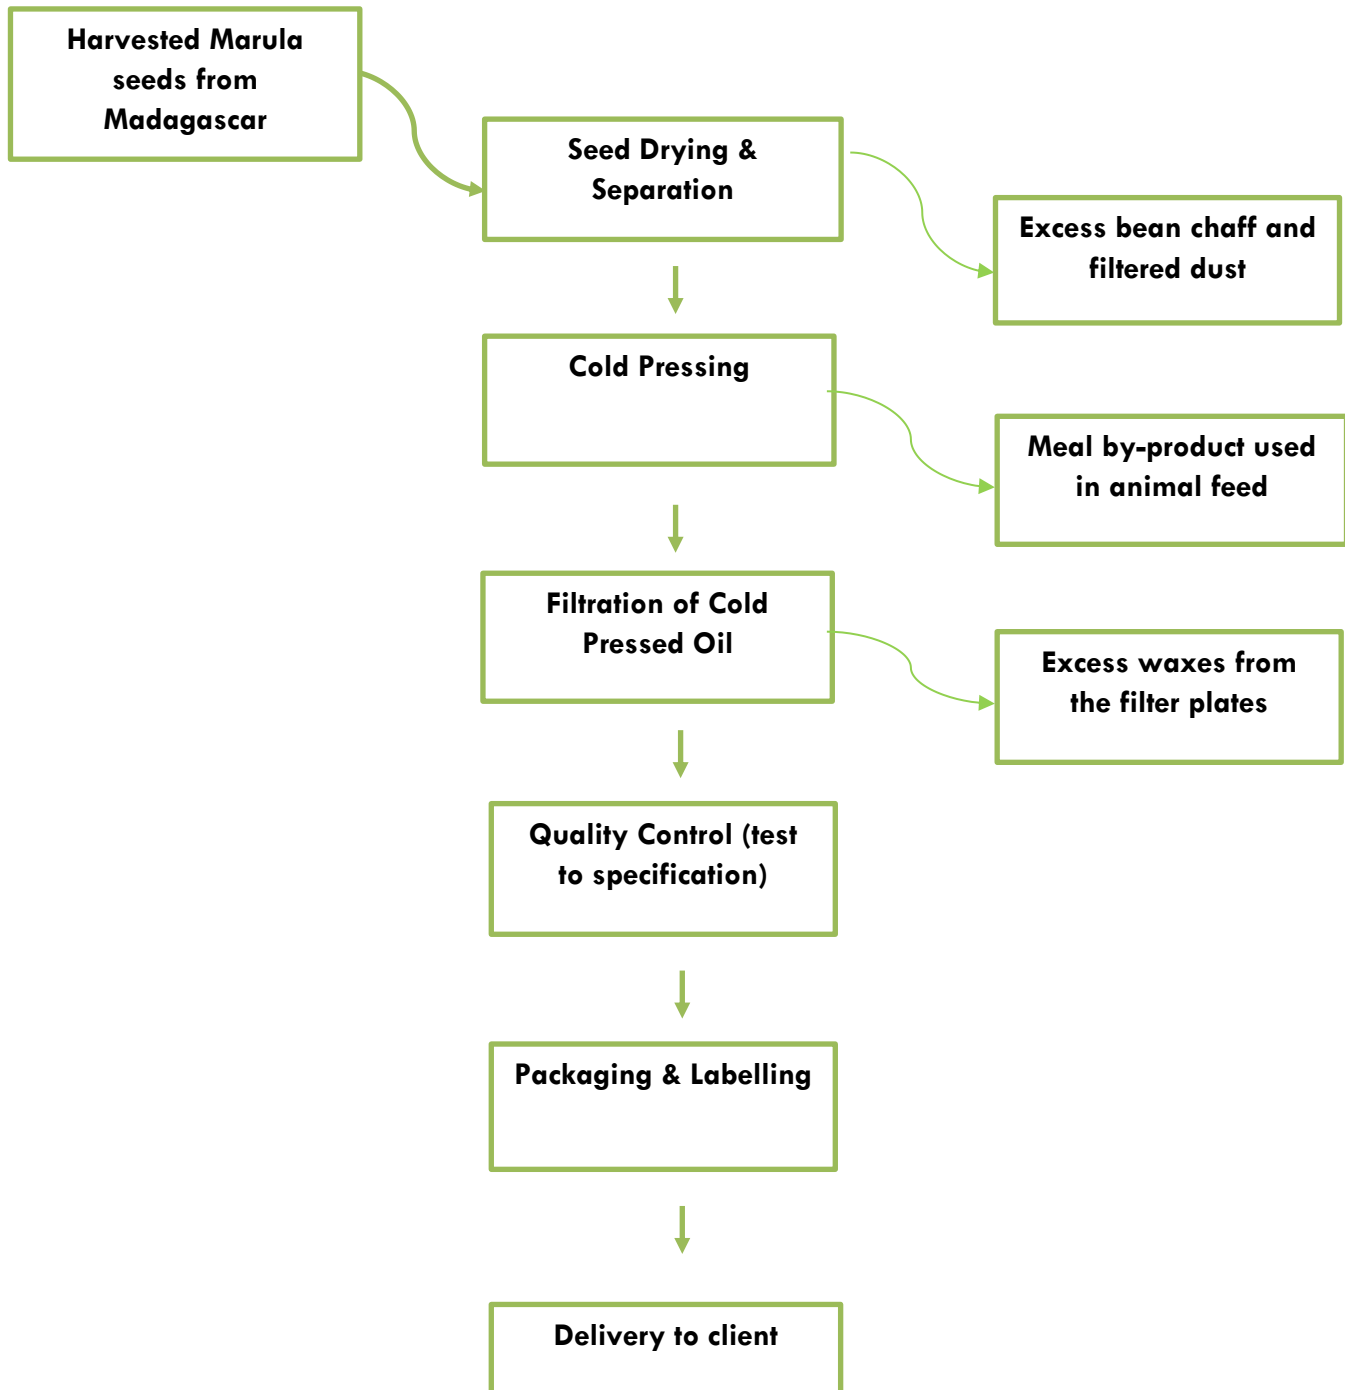 Harvested Marula
seeds from
Madagascar
Seed Drying &
Separation
Excess bean chaff and
filtered dust
Cold Pressing
Meal by-product used
in animal feed
Filtration of Cold
Pressed Oil
Excess waxes from
the filter plates
Quality Control (test
to specification)
Packaging & Labelling
Delivery to client